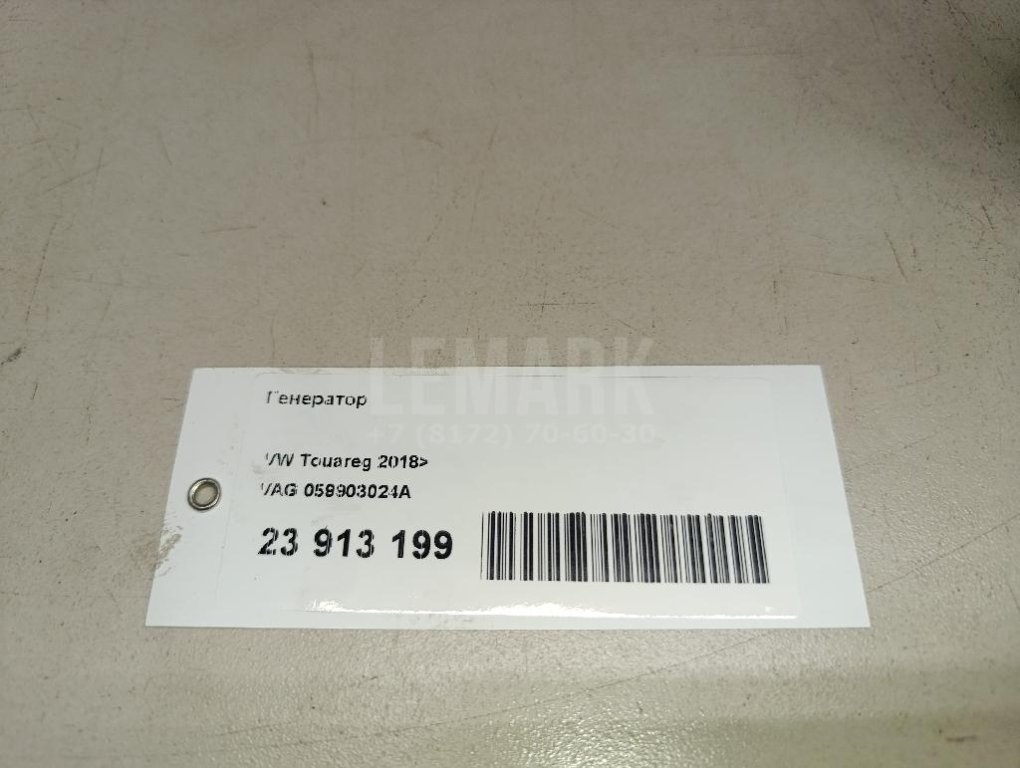 LEMARK
Генератор
+7 (8172) 70-60-30
VW Touareg 2018>
VAG 059903024A
23 913 199